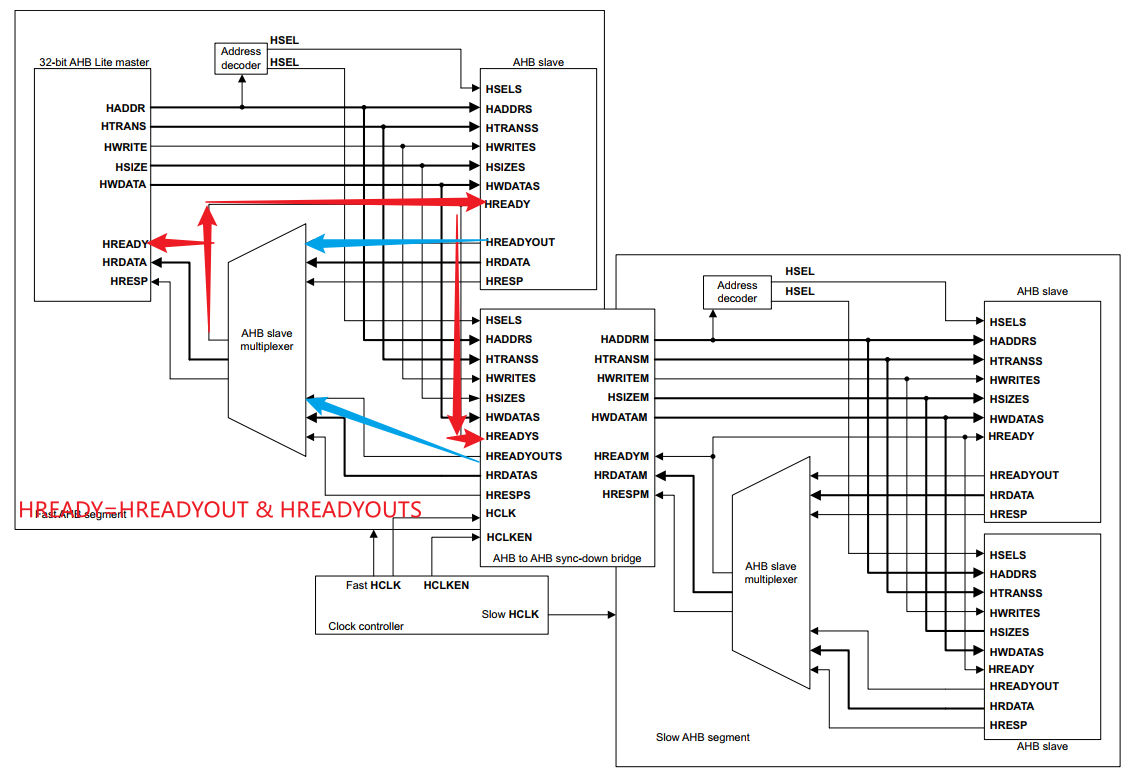 HSEL
Address
decoder
HSEL
32-bit AHB Lite master
AHB slave
HADDR
HTRANS
HWRITE
HSIZE
HWDATA
HREADY
HRDATA
HRESP
HSELS
HADDRS
HTRANSS
HWRITES
HSIZES
HWDATAS
HREADY
HREADYOUT
HRDATA
HRESP
AHB slave
multiplexer
HSELS
HADDRS
HTRANSS
HWRITES
HSIZES
HWDATAS
HREADYS
HREADYOUTS
HRDATAS
HRESPS
HCLK
HCLKEN
HADDRM
HTRANSM
HWRITEM
HSIZEM
HWDATAM
HREADYM
HRDATAM
HRESPM
AHB to AHB sync-down bridge
HREADY=HREADYOUT & HREADYOUTS
Fast AHB segment
Fast HCLK
HCLKEN
Slow HCLK
Clock controller
HSEL
Address
decoder
HSEL
AHB slave
HSELS
HADDRS
HTRANSS
HWRITES
HSIZES
HWDATAS
HREADY
HREADYOUT
HRDATA
HRESP
AHB slave
multiplexer
HSELS
HADDRS
HTRANSS
HWRITES
HSIZES
HWDATAS
HREADY
HREADYOUT
HRDATA
HRESP
AHB slave
Slow AHB segment